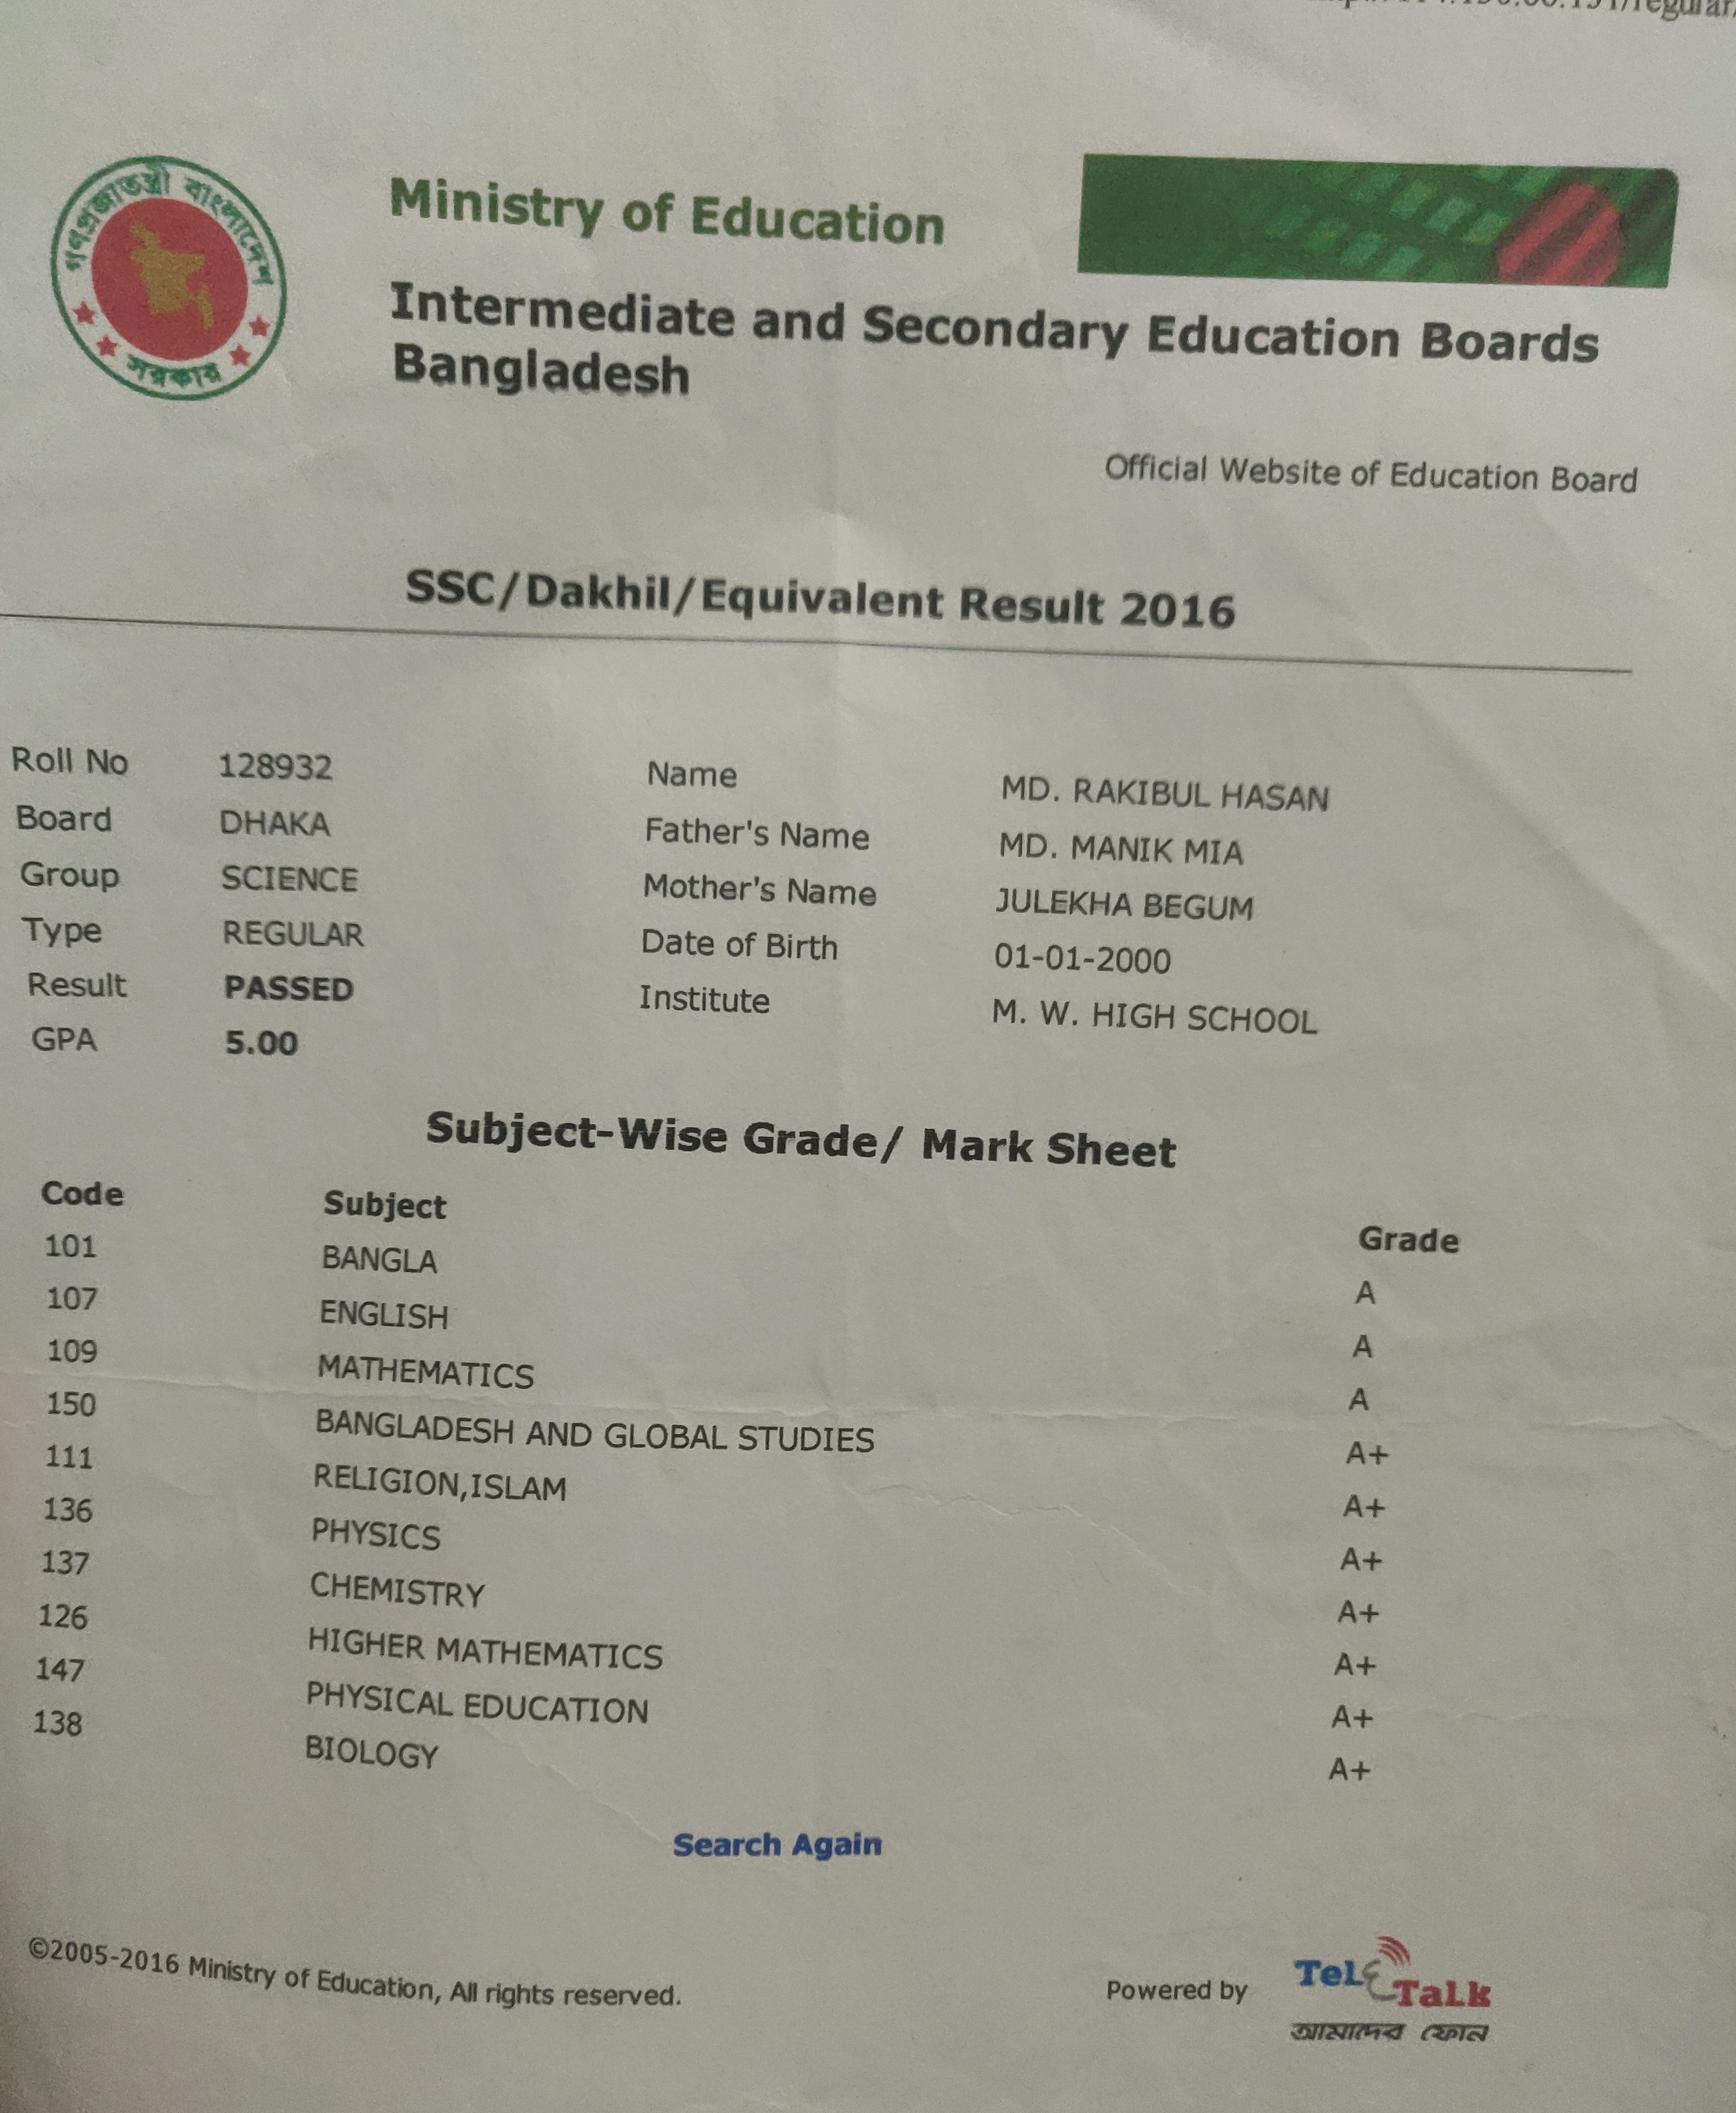 গণপ্রজাতন্ত্রী বাংলাদেশ
সরকার
Ministry of Education
Intermediate and Secondary Education Boards
Bangladesh
Official Website of Education Board
SSC/Dakhil/Equivalent Result 2016
Roll No 128932 Name MD. RAKIBUL HASAN
Board DHAKA Father's Name MD. MANIK MIA
Group SCIENCE Mother's Name JULEKHA BEGUM
Type REGULAR Date of Birth 01-01-2000
Result PASSED Institute M. W. HIGH SCHOOL
GPA 5.00
Subject-Wise Grade/ Mark Sheet
Code Subject Grade
101 BANGLA A
107 ENGLISH A
109 MATHEMATICS A
150 BANGLADESH AND GLOBAL STUDIES A+
111 RELIGION,ISLAM A+
136 PHYSICS A+
137 CHEMISTRY A+
126 HIGHER MATHEMATICS A+
147 PHYSICAL EDUCATION A+
138 BIOLOGY A+
Search Again
©2005-2016 Ministry of Education, All rights reserved.
Powered by TeleTalk
আমাদের ফোন